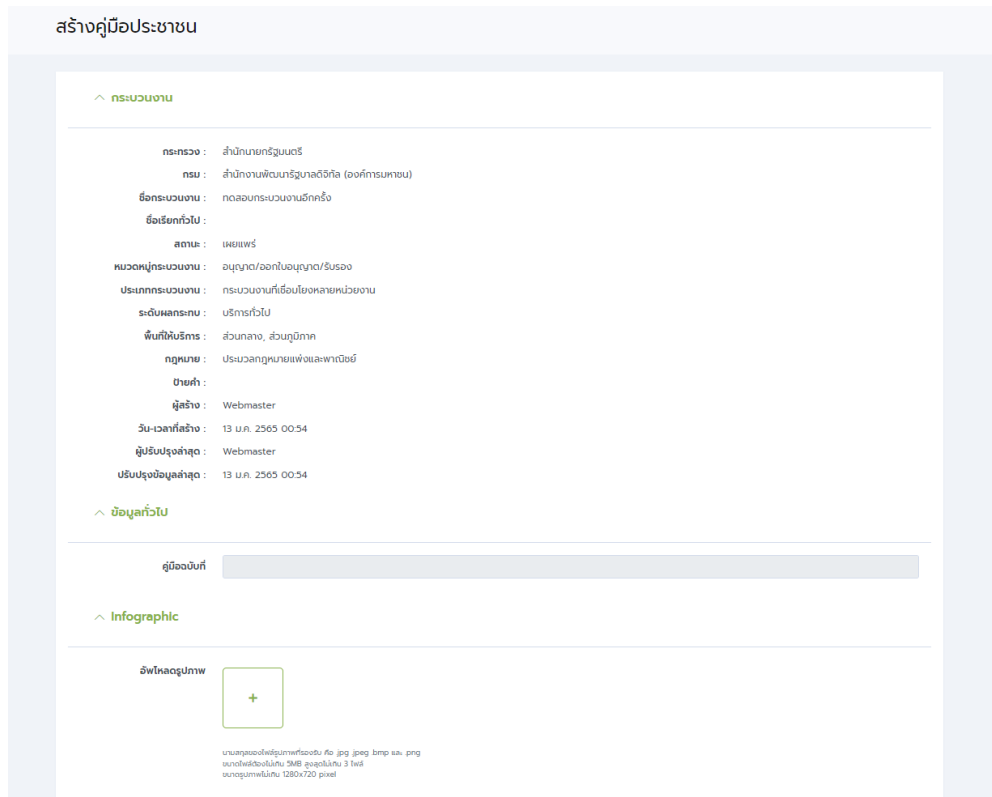 สร้างคู่มือประชาชน
กระบวนงาน
กระทรวง : สำนักนายกรัฐมนตรี
กรม : สำนักงานพัฒนารัฐบาลดิจิทัล (องค์การมหาชน)
ชื่อกระบวนงาน : ทดสอบกระบวนงานอีกครั้ง
ชื่อเรียกทั่วไป :
สถานะ : เผยแพร่
หมวดหมู่กระบวนงาน : อนุญาต/ออกใบอนุญาต/รับรอง
ประเภทกระบวนงาน : กระบวนงานที่เชื่อมโยงหลายหน่วยงาน
ระดับผลกระทบ : บริการทั่วไป
พื้นที่ให้บริการ : ส่วนกลาง, ส่วนภูมิภาค
กฎหมาย : ประมวลกฎหมายแพ่งและพาณิชย์
ป้ายคำ :
ผู้สร้าง : Webmaster
วัน-เวลาที่สร้าง : 13 ม.ค. 2565 00:54
ผู้ปรับปรุงล่าสุด : Webmaster
ปรับปรุงข้อมูลล่าสุด : 13 ม.ค. 2565 00:54
ข้อมูลทั่วไป
คู่มือฉบับที่
Infographic
อัพโหลดรูปภาพ
+
นามสกุลของไฟล์รูปภาพที่รองรับ คือ .jpg .jpeg .bmp และ .png
ขนาดไฟล์ต้องไม่เกิน 5MB สูงสุดไม่เกิน 3 ไฟล์
ขนาดรูปภาพไม่เกิน 1280x720 pixel